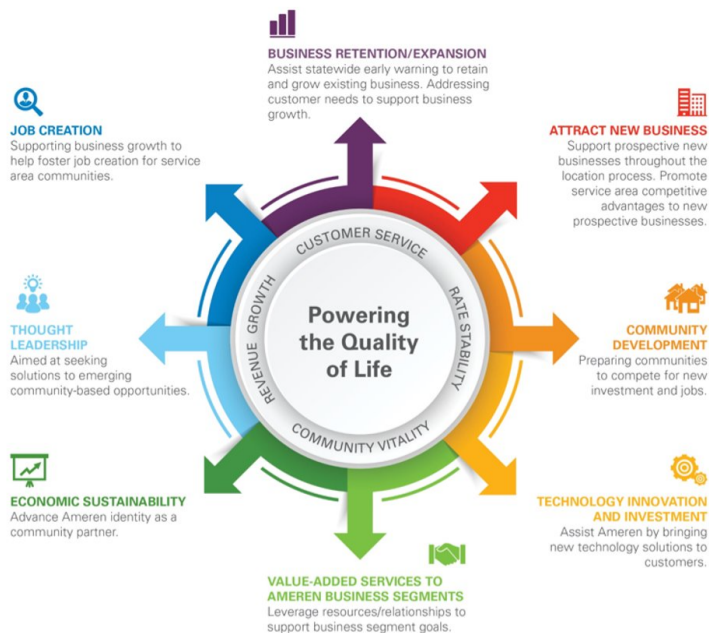 BUSINESS RETENTION/EXPANSION
Assist statewide early warning to retain
and grow existing business. Addressing
customer needs to support business
growth.
JOB CREATION
Supporting business growth to
help foster job creation for service
area communities.
ATTRACT NEW BUSINESS
Support prospective new
businesses throughout the
location process. Promote
service area competitive
advantages to new
prospective businesses.
CUSTOMER SERVICE
REVENUE GROWTH
RATE STABILITY
COMMUNITY VITALITY
Powering
the Quality
of Life
THOUGHT
LEADERSHIP
Aimed at seeking
solutions to emerging
community-based opportunities.
COMMUNITY
DEVELOPMENT
Preparing communities
to compete for new
investment and jobs.
ECONOMIC SUSTAINABILITY
Advance Ameren identity as a
community partner.
TECHNOLOGY INNOVATION
AND INVESTMENT
Assist Ameren by bringing
new technology solutions to
customers.
VALUE-ADDED SERVICES TO
AMEREN BUSINESS SEGMENTS
Leverage resources/relationships to
support business segment goals.